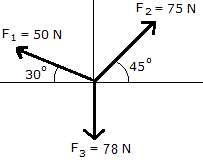 F₂ = 75 N
F₁ = 50 N
30° 45°
F₃ = 78 N